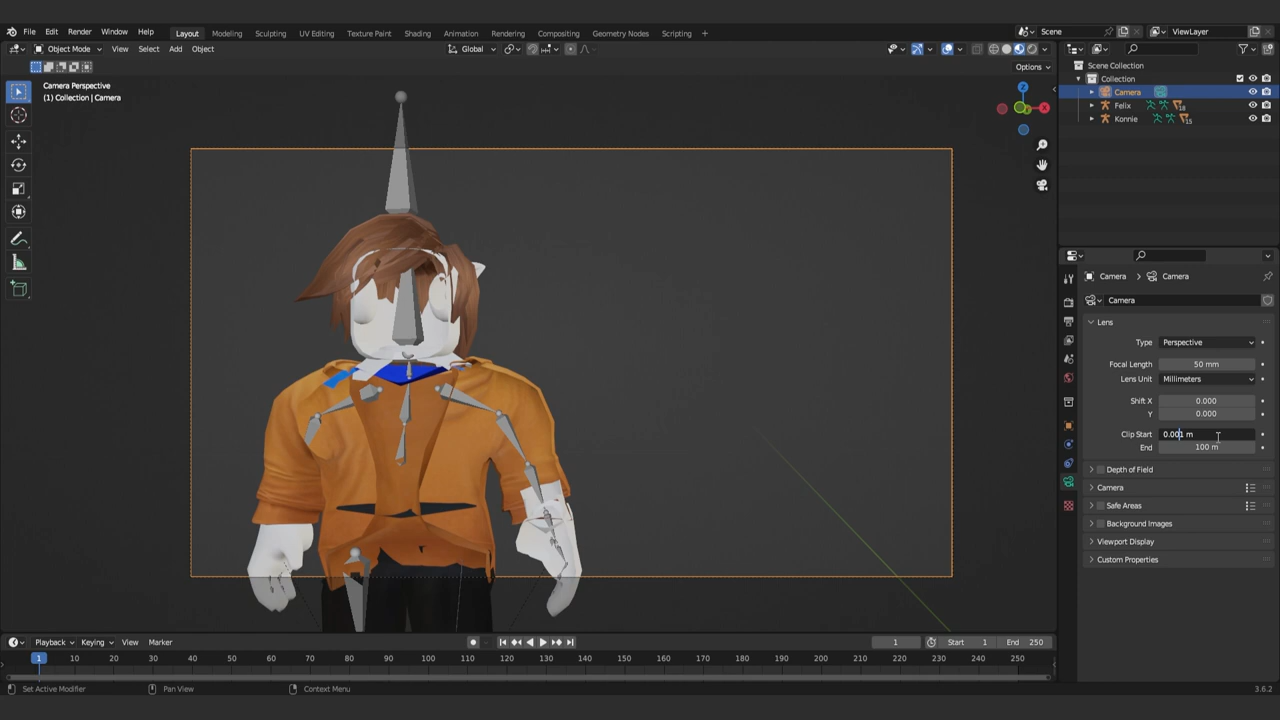 File Edit Render Window Help Layout Modeling Sculpting UV Editing Texture Paint Shading Animation Rendering Compositing Geometry Nodes Scripting + Scene ViewLayer
Object Mode View Select Add Object Global
Options
Camera Perspective
(1) Collection | Camera
Z
X
Scene Collection
Collection
Camera
Felix 18
Konnie 15
Camera > Camera
Camera
Lens
Type Perspective
Focal Length 50 mm
Lens Unit Millimeters
Shift X 0.000
Y 0.000
Clip Start 0.001 m
End 100 m
Depth of Field
Camera
Safe Areas
Background Images
Viewport Display
Custom Properties
Playback Keying View Marker 1 Start 1 End 250
1 10 20 30 40 50 60 70 80 90 100 110 120 130 140 150 160 170 180 190 200 210 220 230 240 250
Set Active Modifier Pan View Context Menu 3.6.2